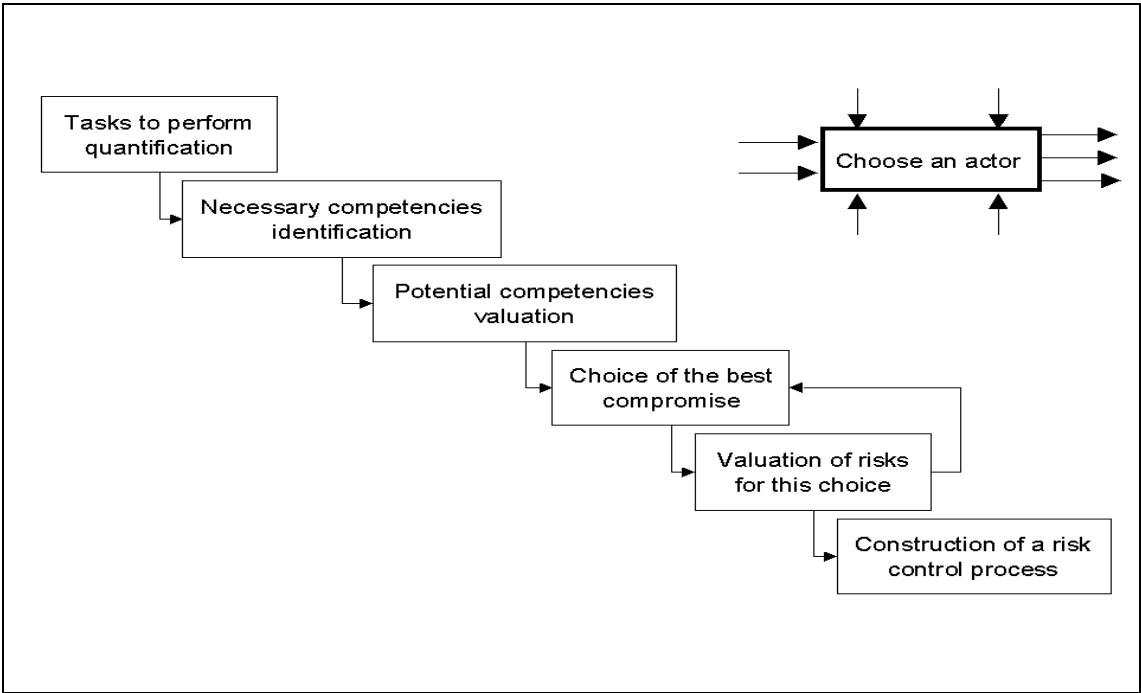 Tasks to perform
quantification
Choose an actor
Necessary competencies
identification
Potential competencies
valuation
Choice of the best
compromise
Valuation of risks
for this choice
Construction of a risk
control process